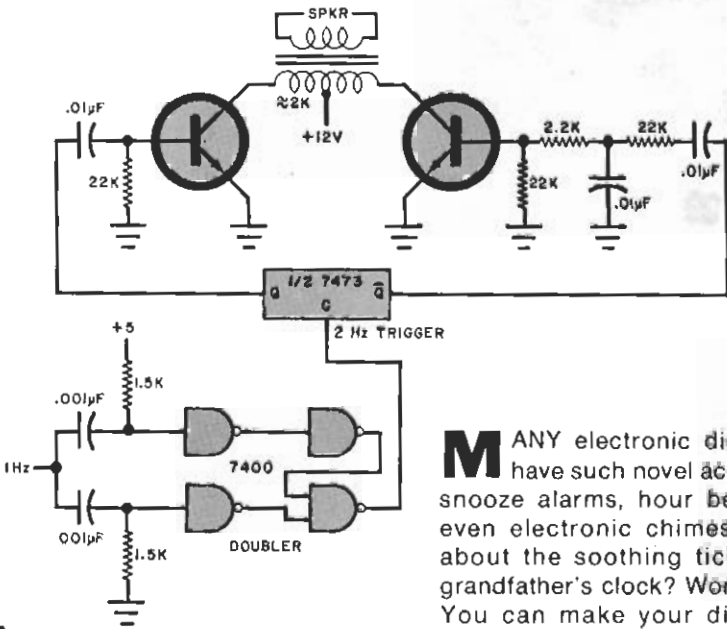 SPKR
.01µF
≈2K
+12V
2.2K
22K
.01µF
22K
22K
.01µF
1/2 7473
Q
Q̅
C
2 Hz TRIGGER
+5
1.5K
.001µF
1Hz
7400
.001µF
1.5K
DOUBLER
MANY electronic di
have such novel ac
snooze alarms, hour be
even electronic chimes
about the soothing tic
grandfather's clock? Wo
You can make your di